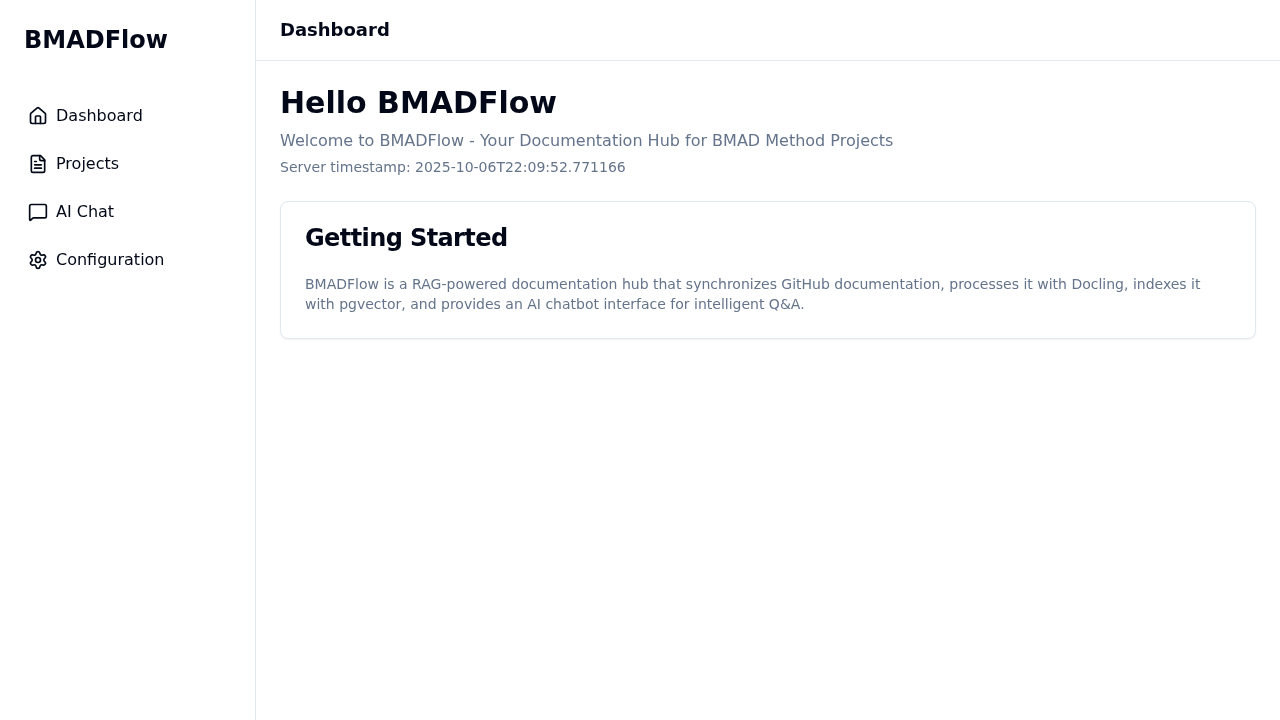 BMADFlow
Dashboard
Projects
AI Chat
Configuration
Dashboard
Hello BMADFlow
Welcome to BMADFlow - Your Documentation Hub for BMAD Method Projects
Server timestamp: 2025-10-06T22:09:52.771166
Getting Started
BMADFlow is a RAG-powered documentation hub that synchronizes GitHub documentation, processes it with Docling, indexes it
with pgvector, and provides an AI chatbot interface for intelligent Q&A.